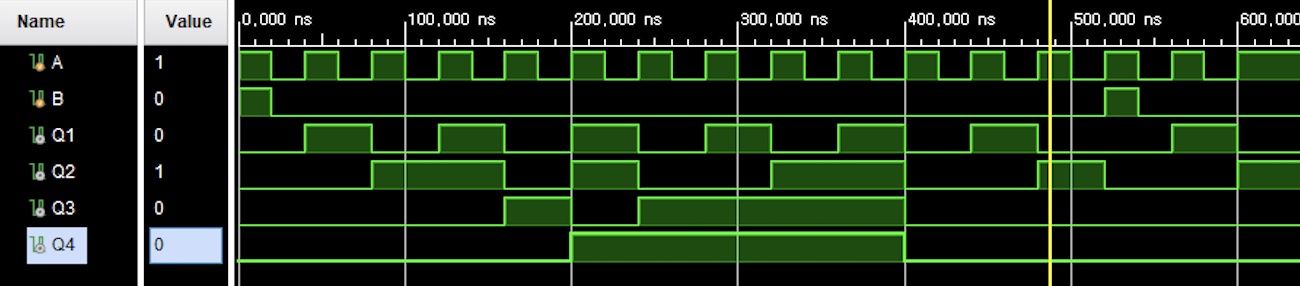 Name Value 0,000 ns 100,000 ns 200,000 ns 300,000 ns 400,000 ns 500,000 ns 600,000
A 1
B 0
Q1 0
Q2 1
Q3 0
Q4 0